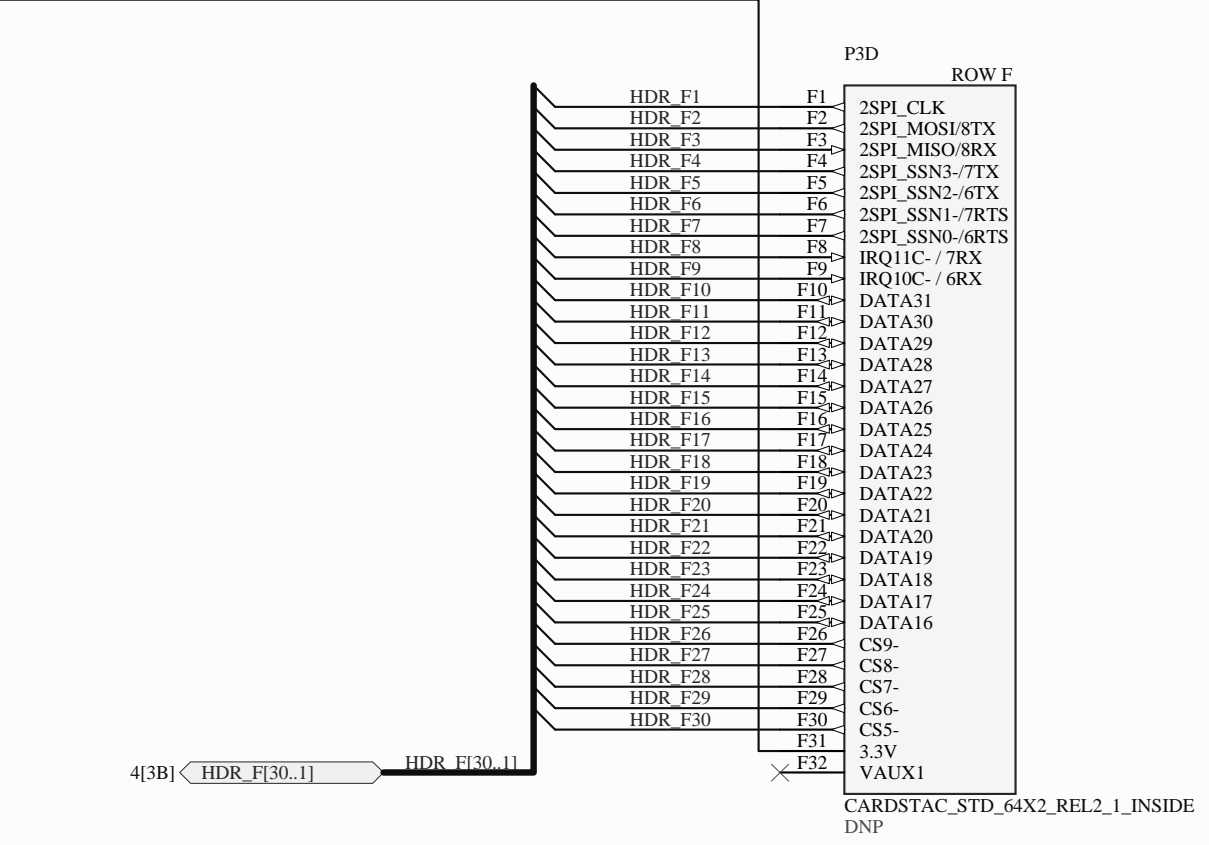 P3D
ROW F
HDR_F1 F1 2SPI_CLK
HDR_F2 F2 2SPI_MOSI/8TX
HDR_F3 F3 2SPI_MISO/8RX
HDR_F4 F4 2SPI_SSN3-/7TX
HDR_F5 F5 2SPI_SSN2-/6TX
HDR_F6 F6 2SPI_SSN1-/7RTS
HDR_F7 F7 2SPI_SSN0-/6RTS
HDR_F8 F8 IRQ11C- / 7RX
HDR_F9 F9 IRQ10C- / 6RX
HDR_F10 F10 DATA31
HDR_F11 F11 DATA30
HDR_F12 F12 DATA29
HDR_F13 F13 DATA28
HDR_F14 F14 DATA27
HDR_F15 F15 DATA26
HDR_F16 F16 DATA25
HDR_F17 F17 DATA24
HDR_F18 F18 DATA23
HDR_F19 F19 DATA22
HDR_F20 F20 DATA21
HDR_F21 F21 DATA20
HDR_F22 F22 DATA19
HDR_F23 F23 DATA18
HDR_F24 F24 DATA17
HDR_F25 F25 DATA16
HDR_F26 F26 CS9-
HDR_F27 F27 CS8-
HDR_F28 F28 CS7-
HDR_F29 F29 CS6-
HDR_F30 F30 CS5-
F31 3.3V
4[3B] HDR_F[30..1] HDR_F[30..1] F32 VAUX1
CARDSTAC_STD_64X2_REL2_1_INSIDE
DNP